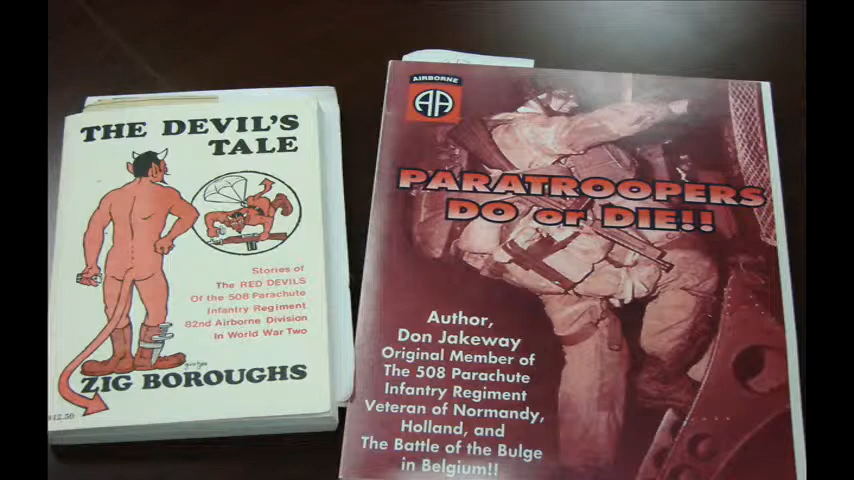 THE DEVIL'S
TALE
Stories of
The RED DEVILS
Of the 508 Parachute
Infantry Regiment
82nd Airborne Division
In World War Two
ZIG BOROUGHS
$12.50
AIRBORNE
AA
PARATROOPERS
DO or DIE!!
Author,
Don Jakeway
Original Member of
The 508 Parachute
Infantry Regiment
Veteran of Normandy,
Holland, and
The Battle of the Bulge
in Belgium!!